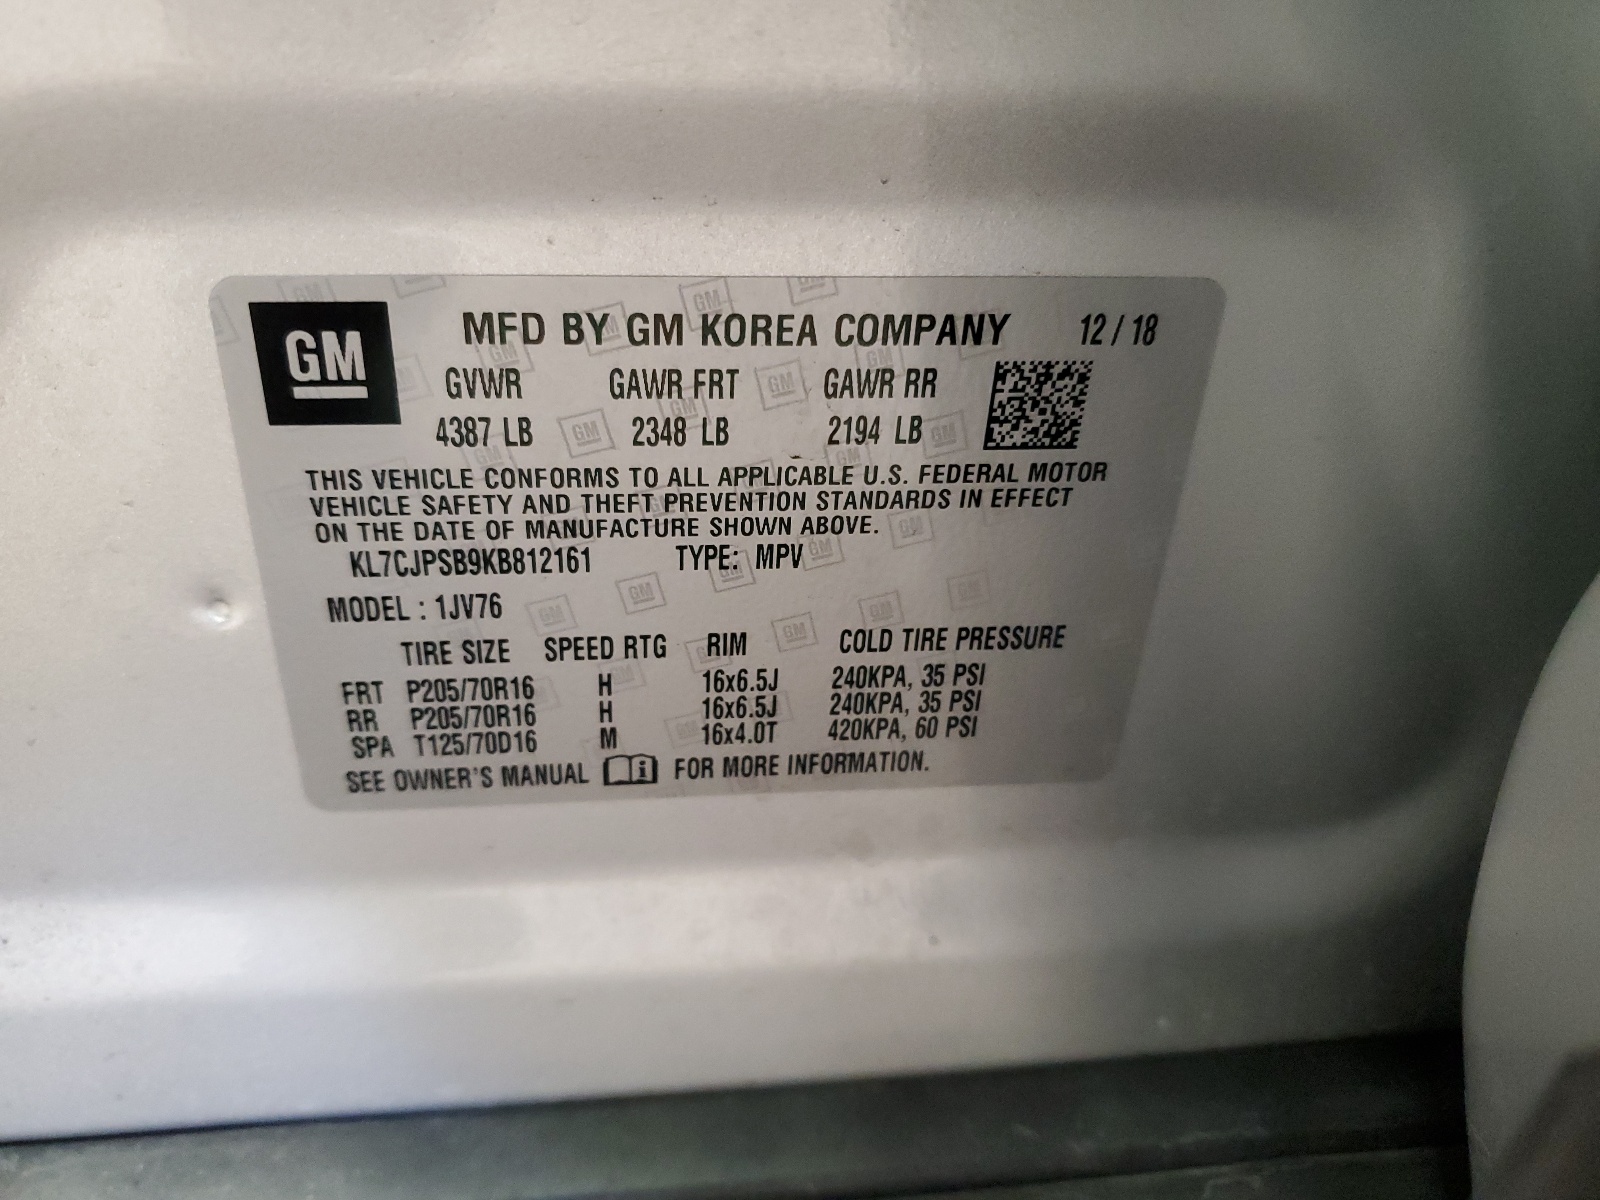 GM
MFD BY GM KOREA COMPANY 12 / 18
GVWR GAWR FRT GAWR RR
4387 LB 2348 LB 2194 LB
THIS VEHICLE CONFORMS TO ALL APPLICABLE U.S. FEDERAL MOTOR
VEHICLE SAFETY AND THEFT PREVENTION STANDARDS IN EFFECT
ON THE DATE OF MANUFACTURE SHOWN ABOVE.
KL7CJPSB9KB812161 TYPE: MPV
MODEL : 1JV76
TIRE SIZE SPEED RTG RIM COLD TIRE PRESSURE
FRT P205/70R16 H 16x6.5J 240KPA, 35 PSI
RR P205/70R16 H 16x6.5J 240KPA, 35 PSI
SPA T125/70D16 M 16x4.0T 420KPA, 60 PSI
SEE OWNER'S MANUAL i FOR MORE INFORMATION.